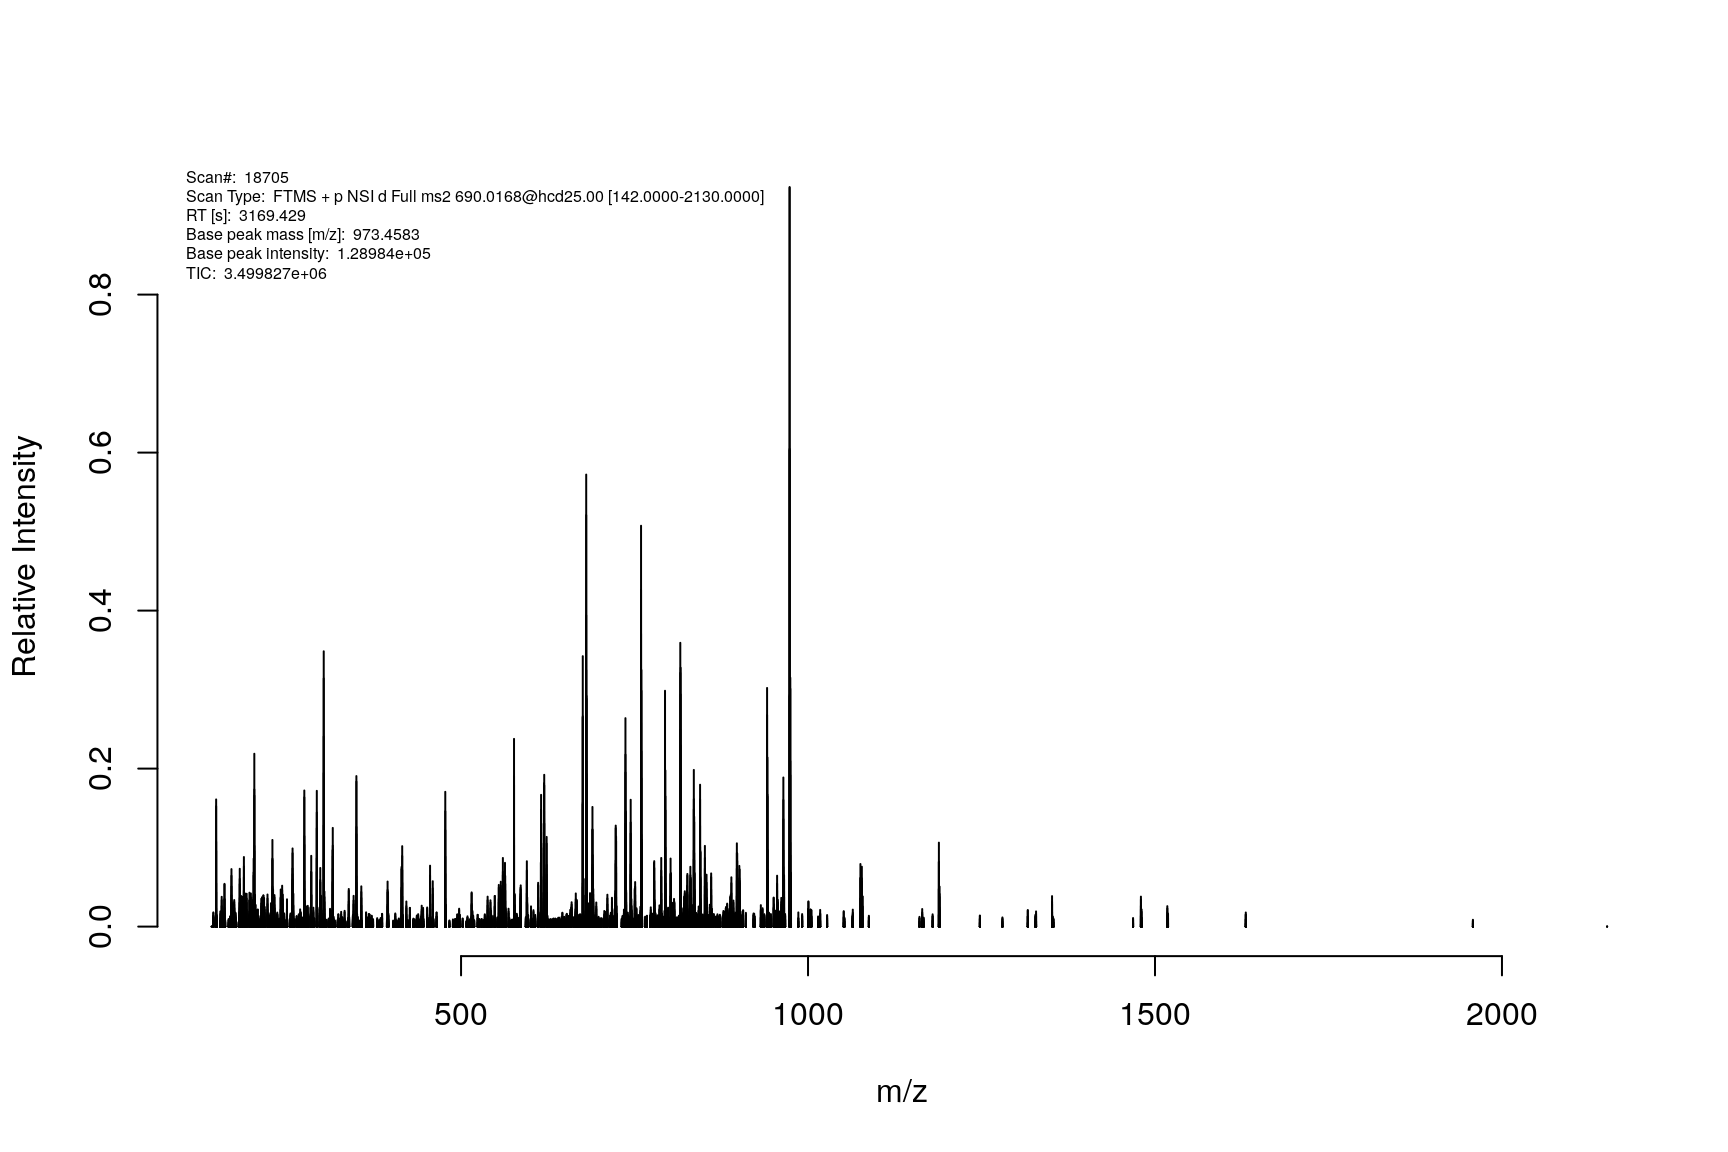 Scan#: 18705
Scan Type: FTMS + p NSI d Full ms2 690.0168@hcd25.00 [142.0000-2130.0000]
RT [s]: 3169.429
Base peak mass [m/z]: 973.4583
Base peak intensity: 1.28984e+05
TIC: 3.499827e+06
0.8
0.6
0.4
0.2
0.0
Relative Intensity
500 1000 1500 2000
m/z